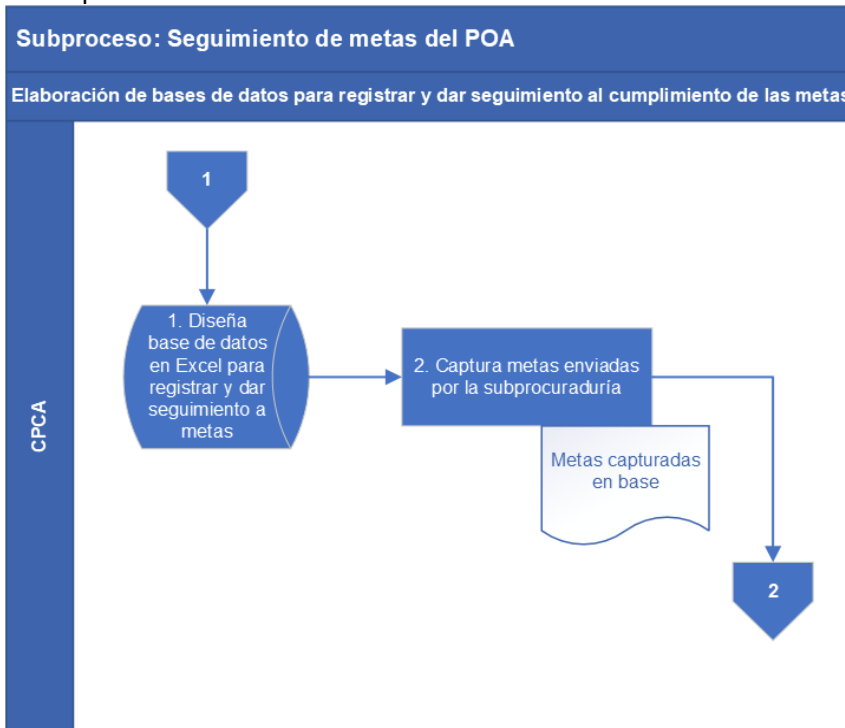 Subproceso: Seguimiento de metas del POA
Elaboración de bases de datos para registrar y dar seguimiento al cumplimiento de las metas
CPCA
1
1. Diseña
base de datos
en Excel para
registrar y dar
seguimiento a
metas
2. Captura metas enviadas
por la subprocuraduría
Metas capturadas
en base
2